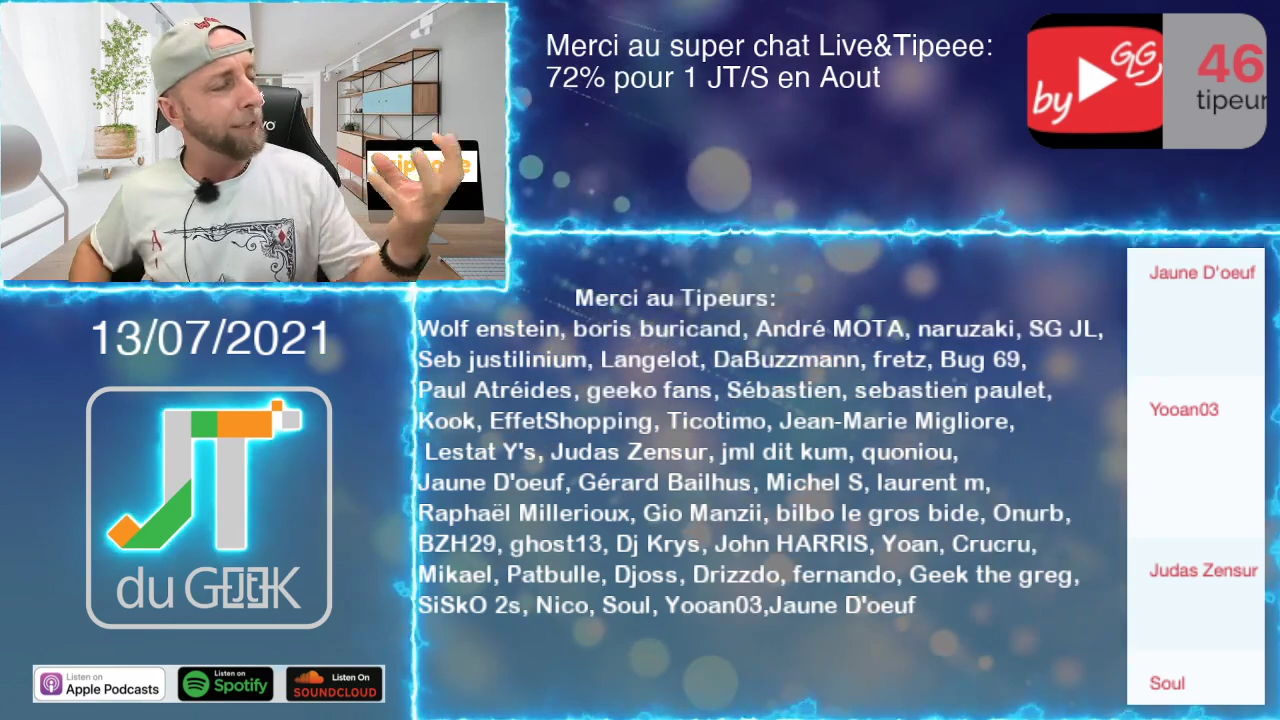 Merci au super chat Live&Tipeee:
72% pour 1 JT/S en Aout
by
GLG
46
tipeur
13/07/2021
JT
du GEEK
Listen on
Apple Podcasts
Listen on
Spotify
Listen On
SOUNDCLOUD
Merci au Tipeurs:
Wolf enstein, boris buricand, André MOTA, naruzaki, SG JL,
Seb justilinium, Langelot, DaBuzzmann, fretz, Bug 69,
Paul Atréides, geeko fans, Sébastien, sebastien paulet,
Kook, EffetShopping, Ticotimo, Jean-Marie Migliore,
Lestat Y's, Judas Zensur, jml dit kum, quoniou,
Jaune D'oeuf, Gérard Bailhus, Michel S, laurent m,
Raphaël Millerioux, Gio Manzii, bilbo le gros bide, Onurb,
BZH29, ghost13, Dj Krys, John HARRIS, Yoan, Crucru,
Mikael, Patbulle, Djoss, Drizzdo, fernando, Geek the greg,
SiSkO 2s, Nico, Soul, Yooan03,Jaune D'oeuf
Jaune D'oeuf
Yooan03
Judas Zensur
Soul